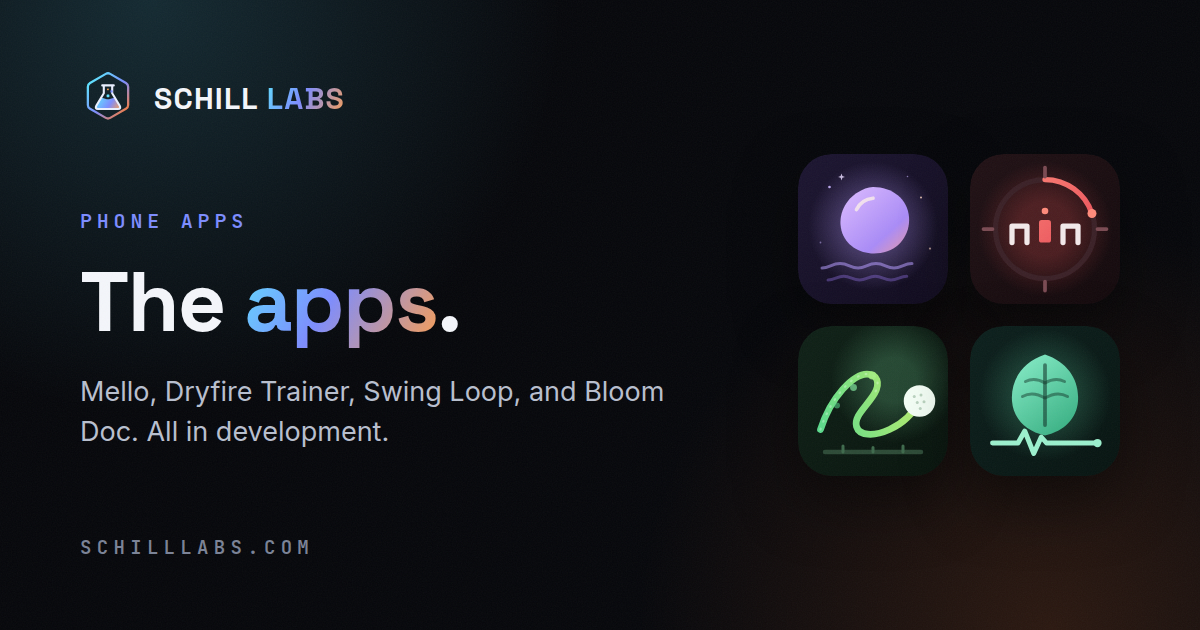 SCHILL LABS
PHONE APPS
The apps.
Mello, Dryfire Trainer, Swing Loop, and Bloom
Doc. All in development.
SCHILLLABS.COM